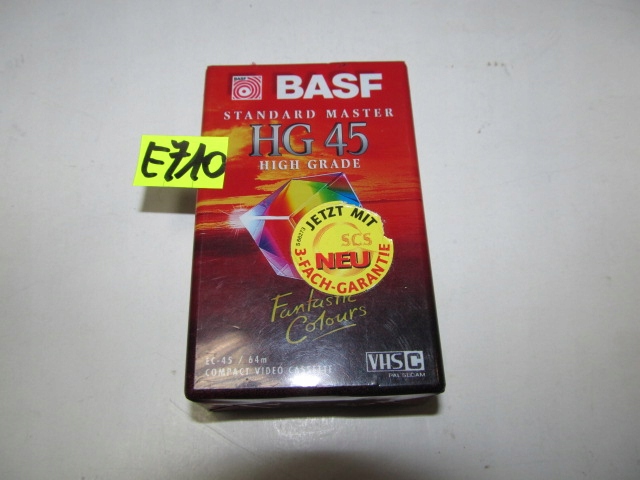 BASF
BASF
STANDARD MASTER
HG 45
HIGH GRADE
E710
JETZT MIT
SCS
NEU
3-FACH-GARANTIE
Fantastic
Colours
EC-45 / 64m
COMPACT VIDEO CASSETTE
VHS C
PAL SECAM